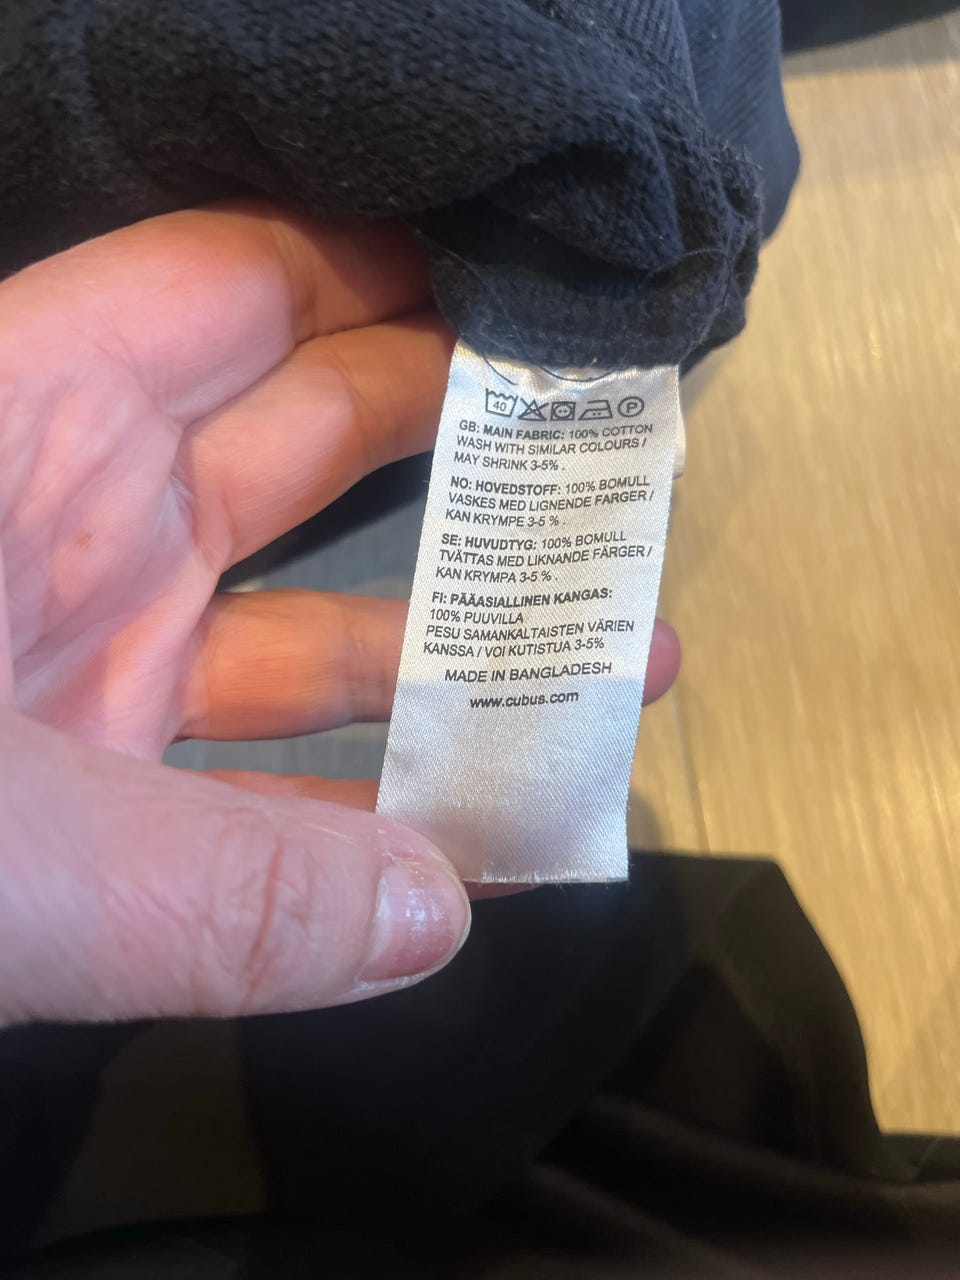 40 P
GB: MAIN FABRIC: 100% COTTON
WASH WITH SIMILAR COLOURS /
MAY SHRINK 3-5% .
NO: HOVEDSTOFF: 100% BOMULL
VASKES MED LIGNENDE FARGER /
KAN KRYMPE 3-5 % .
SE: HUVUDTYG: 100% BOMULL
TVÄTTAS MED LIKNANDE FÄRGER /
KAN KRYMPA 3-5 % .
FI: PÄÄASIALLINEN KANGAS:
100% PUUVILLA
PESU SAMANKALTAISTEN VÄRIEN
KANSSA / VOI KUTISTUA 3-5%
MADE IN BANGLADESH
www.cubus.com